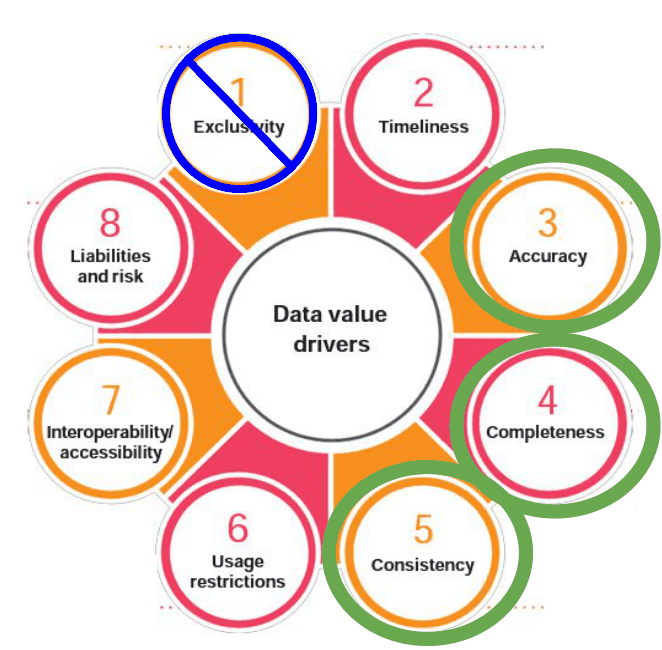 1
Exclusivity
2
Timeliness
3
Accuracy
4
Completeness
5
Consistency
6
Usage
restrictions
7
Interoperability/
accessibility
8
Liabilities
and risk
Data value
drivers